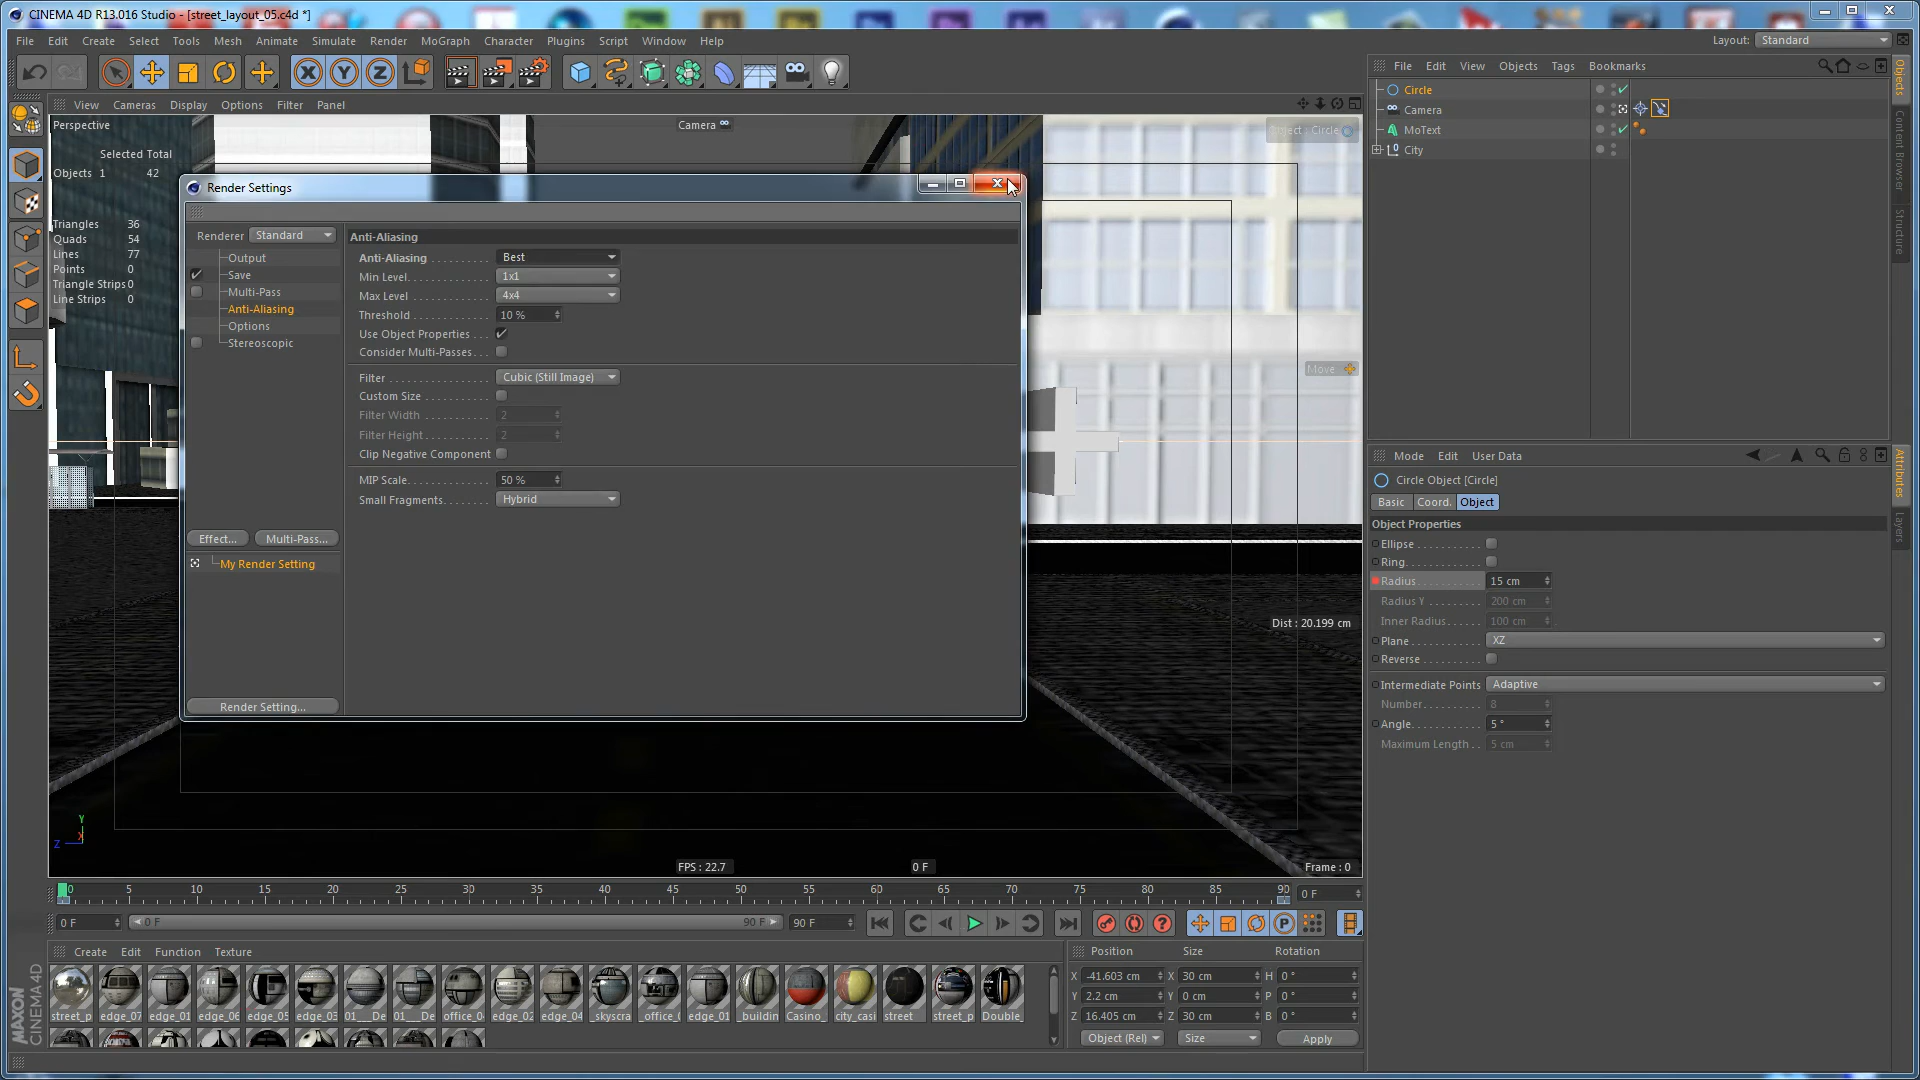 CINEMA 4D R13.016 Studio - [street_layout_05.c4d *]
File Edit Create Select Tools Mesh Animate Simulate Render MoGraph Character Plugins Script Window Help
Layout: Standard
View Cameras Display Options Filter Panel
Perspective
Camera
Selected Total
Objects 1 42
Triangles 36
Quads 54
Lines 77
Points 0
Triangle Strips 0
Line Strips 0
Render Settings
Renderer Standard
Output
Save
Multi-Pass
Anti-Aliasing
Options
Stereoscopic
Effect... Multi-Pass...
My Render Setting
Render Setting...
Anti-Aliasing
Anti-Aliasing Best
Min Level 1x1
Max Level 4x4
Threshold 10 %
Use Object Properties
Consider Multi-Passes
Filter Cubic (Still Image)
Custom Size
Filter Width 2
Filter Height 2
Clip Negative Component
MIP Scale 50 %
Small Fragments Hybrid
Circle
Move
Dist : 20.199 cm
Y
X
Z
FPS : 22.7
0 F
Frame : 0
File Edit View Objects Tags Bookmarks
Circle
Camera
MoText
City
Objects
Content Browser
Structure
Mode Edit User Data
Circle Object [Circle]
Basic Coord. Object
Object Properties
Ellipse
Ring
Radius 15 cm
Radius Y 200 cm
Inner Radius 100 cm
Plane XZ
Reverse
Intermediate Points Adaptive
Number 8
Angle 5 °
Maximum Length 5 cm
Attributes
Layers
0 5 10 15 20 25 30 35 40 45 50 55 60 65 70 75 80 85 90 0 F
0 F 0 F 90 F 90 F
Create Edit Function Texture
street_p edge_07 edge_01 edge_06 edge_05 edge_03 01___De 01___De office_0 edge_02 edge_04 _skyscra _office_( edge_01 _buildin Casino_ city_casi street street_p Double_
Position Size Rotation
X -41.603 cm X 30 cm H 0 °
Y 2.2 cm Y 0 cm P 0 °
Z 16.405 cm Z 30 cm B 0 °
Object (Rel) Size Apply
MAXON
CINEMA 4D